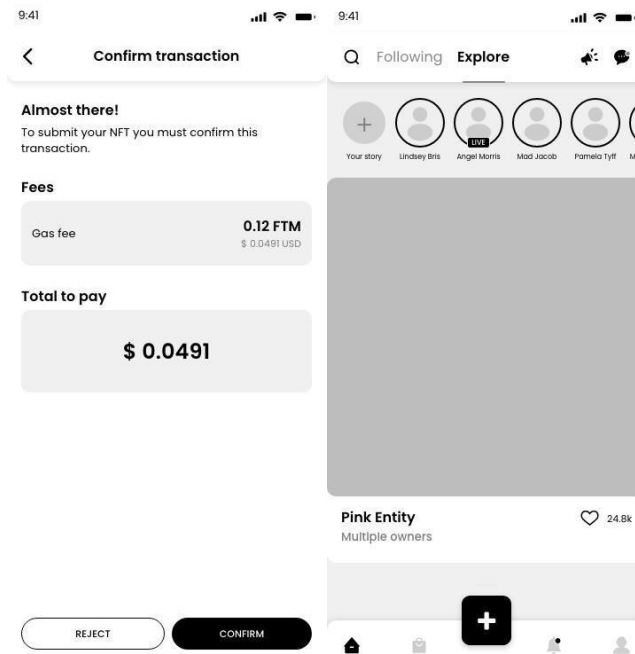 9:41
Confirm transaction
Almost there!
To submit your NFT you must confirm this
transaction.
Fees
Gas fee
0.12 FTM
$ 0.0491 USD
Total to pay
$ 0.0491
REJECT
CONFIRM
9:41
Following
Explore
LIVE
Your story
Lindsey Bris
Angel Morris
Mad Jacob
Pamela Tyff
M
Pink Entity
24.8k
Multiple owners